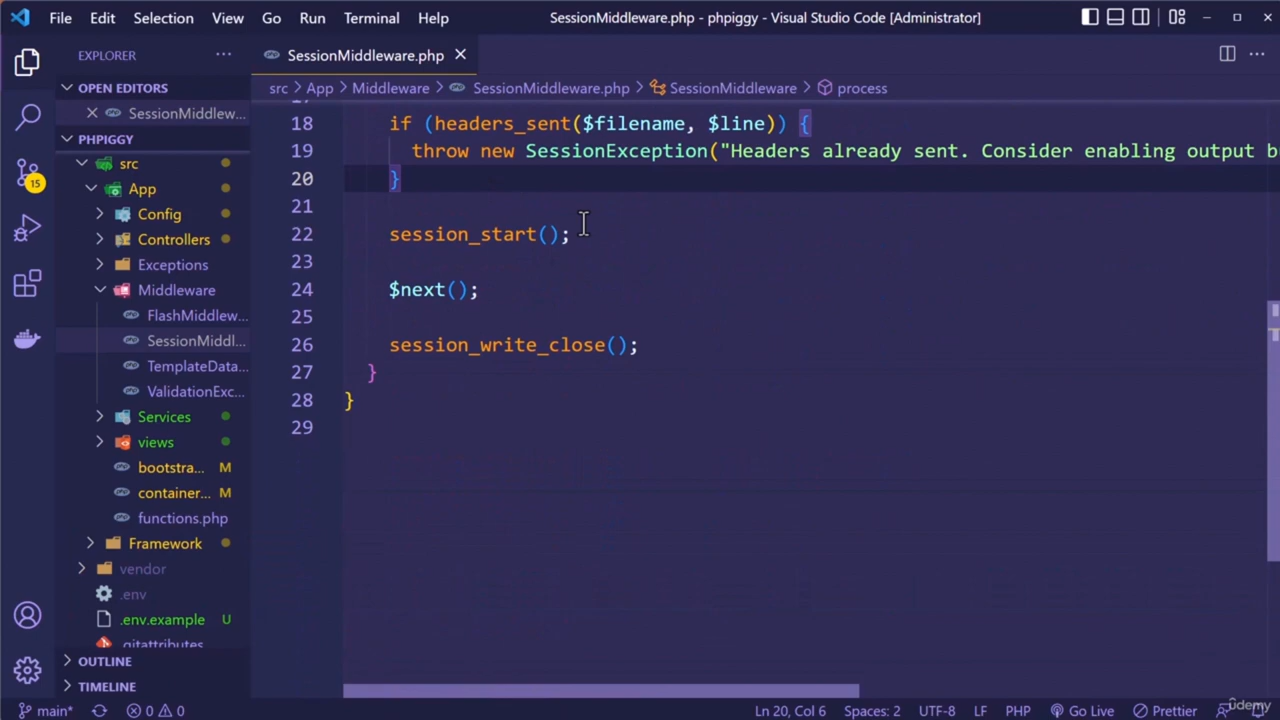 File Edit Selection View Go Run Terminal Help SessionMiddleware.php - phpiggy - Visual Studio Code [Administrator]
EXPLORER
SessionMiddleware.php
OPEN EDITORS
SessionMiddlew...
src > App > Middleware > SessionMiddleware.php > SessionMiddleware > process
PHPIGGY
src
App
Config
Controllers
Exceptions
Middleware
FlashMiddlew...
SessionMiddl...
TemplateData...
ValidationExc...
Services
views
bootstra... M
container... M
functions.php
Framework
vendor
.env
.env.example U
.gitattributes
OUTLINE
TIMELINE
15
18 if (headers_sent($filename, $line)) {
19 throw new SessionException("Headers already sent. Consider enabling output b
20 }
21
22 session_start();
23
24 $next();
25
26 session_write_close();
27 }
28 }
29
main* 0 0 Ln 20, Col 6 Spaces: 2 UTF-8 LF PHP Go Live Prettier
udemy